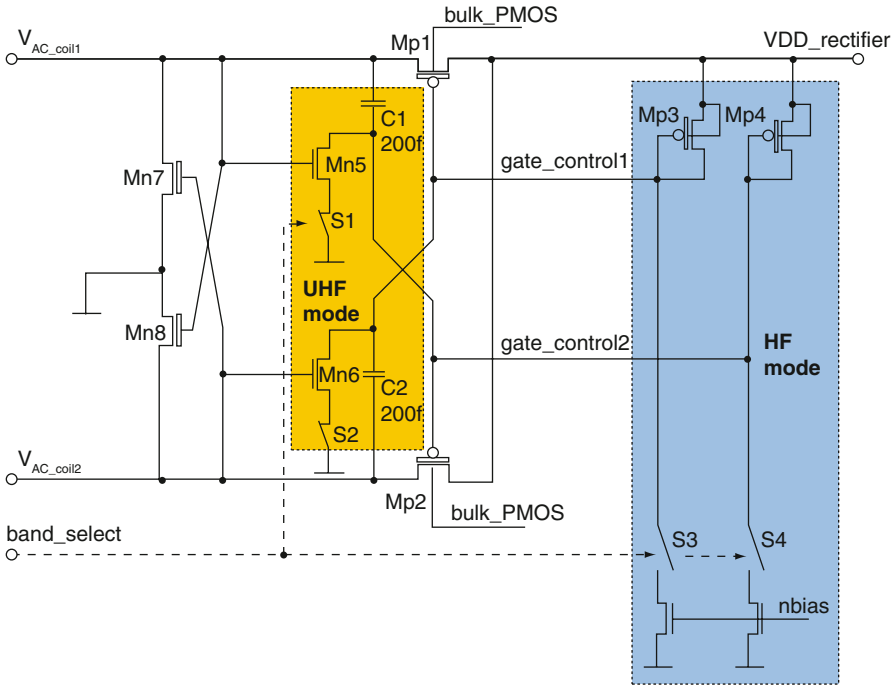 bulk_PMOS
V_AC_coil1
Mp1
VDD_rectifier
C1
200f
Mp3
Mp4
Mn5
gate_control1
Mn7
S1
UHF
mode
Mn8
gate_control2
HF
mode
Mn6
C2
200f
S2
V_AC_coil2
Mp2
bulk_PMOS
band_select
S3
S4
nbias